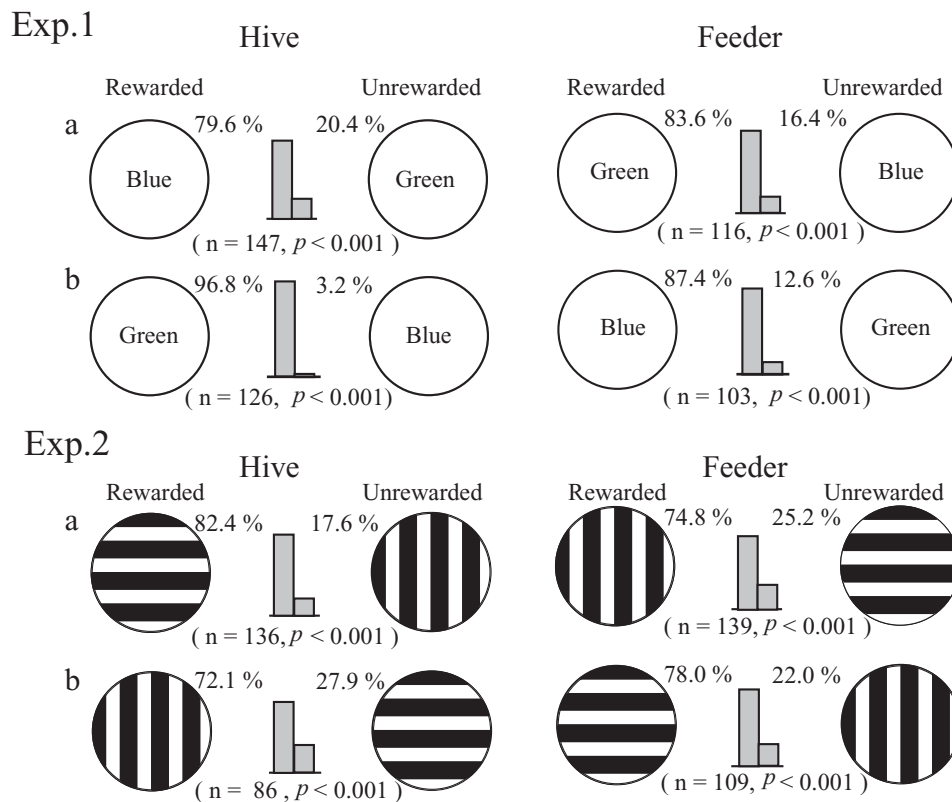 Exp.1
Hive Feeder
Rewarded Unrewarded Rewarded Unrewarded
a 79.6 % 20.4 % 83.6 % 16.4 %
Blue Green Green Blue
( n = 147, p < 0.001 ) ( n = 116, p < 0.001 )
b 96.8 % 3.2 % 87.4 % 12.6 %
Green Blue Blue Green
( n = 126, p < 0.001) ( n = 103, p < 0.001)
Exp.2
Hive Feeder
Rewarded Unrewarded Rewarded Unrewarded
a 82.4 % 17.6 % 74.8 % 25.2 %
( n = 136, p < 0.001 ) ( n = 139, p < 0.001 )
b 72.1 % 27.9 % 78.0 % 22.0 %
( n = 86 , p < 0.001) ( n = 109, p < 0.001)